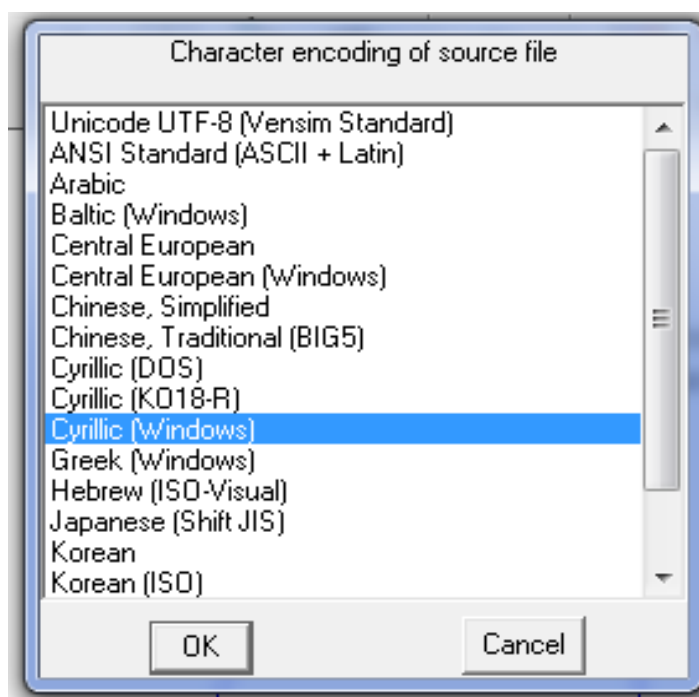 Character encoding of source file
Unicode UTF-8 (Vensim Standard)
ANSI Standard (ASCII + Latin)
Arabic
Baltic (Windows)
Central European
Central European (Windows)
Chinese, Simplified
Chinese, Traditional (BIG5)
Cyrillic (DOS)
Cyrillic (KO18-R)
Cyrillic (Windows)
Greek (Windows)
Hebrew (ISO-Visual)
Japanese (Shift JIS)
Korean
Korean (ISO)
OK Cancel